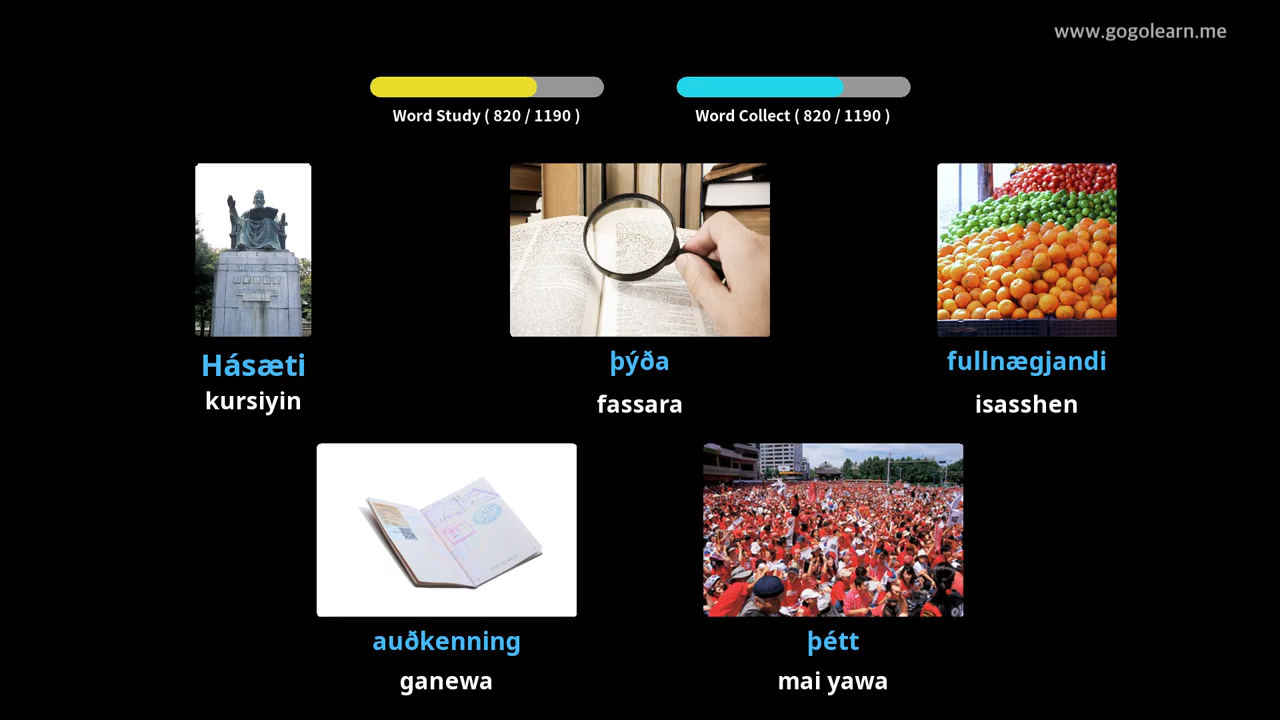 www.gogolearn.me
Word Study ( 820 / 1190 )
Word Collect ( 820 / 1190 )
Hásæti
kursiyin
þýða
fassara
fullnægjandi
isasshen
auðkenning
ganewa
þétt
mai yawa